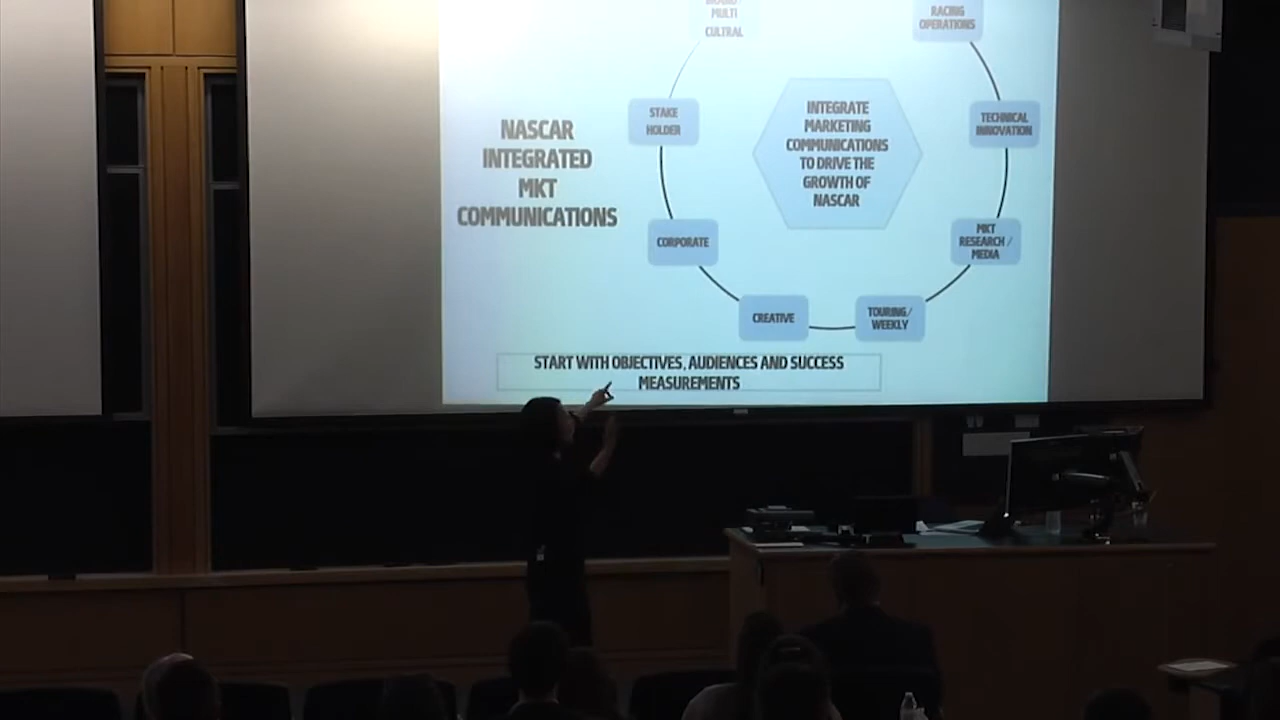 MULTI
CULTRAL
RACING
OPERATIONS
STAKE
HOLDER
NASCAR
INTEGRATED
MKT
COMMUNICATIONS
INTEGRATE
MARKETING
COMMUNICATIONS
TO DRIVE THE
GROWTH OF
NASCAR
TECHNICAL
INNOVATION
CORPORATE
MKT
RESEARCH /
MEDIA
CREATIVE
TOURING/
WEEKLY
START WITH OBJECTIVES, AUDIENCES AND SUCCESS
MEASUREMENTS